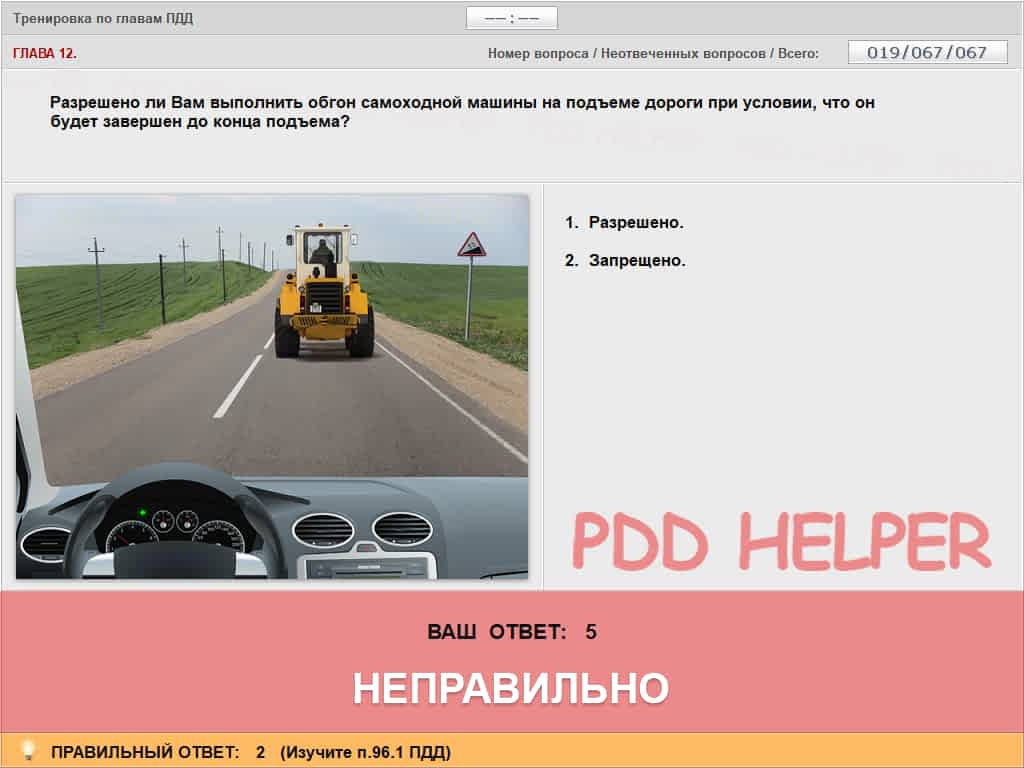 Тренировка по главам ПДД
—— : ——
ГЛАВА 12.
Номер вопроса / Неотвеченных вопросов / Всего:
019/067/067
Разрешено ли Вам выполнить обгон самоходной машины на подъеме дороги при условии, что он
будет завершен до конца подъема?
1. Разрешено.
2. Запрещено.
PDD HELPER
ВАШ ОТВЕТ: 5
НЕПРАВИЛЬНО
ПРАВИЛЬНЫЙ ОТВЕТ: 2 (Изучите п.96.1 ПДД)